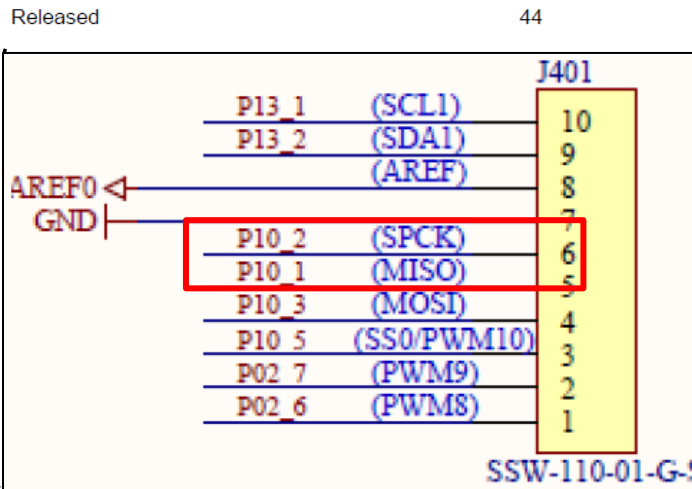 Released 44
J401
P13_1 (SCL1) 10
P13_2 (SDA1) 9
(AREF)
AREF0 8
GND 7
P10_2 (SPCK) 6
P10_1 (MISO) 5
P10_3 (MOSI) 4
P10_5 (SS0/PWM10) 3
P02_7 (PWM9) 2
P02_6 (PWM8) 1
SSW-110-01-G-S